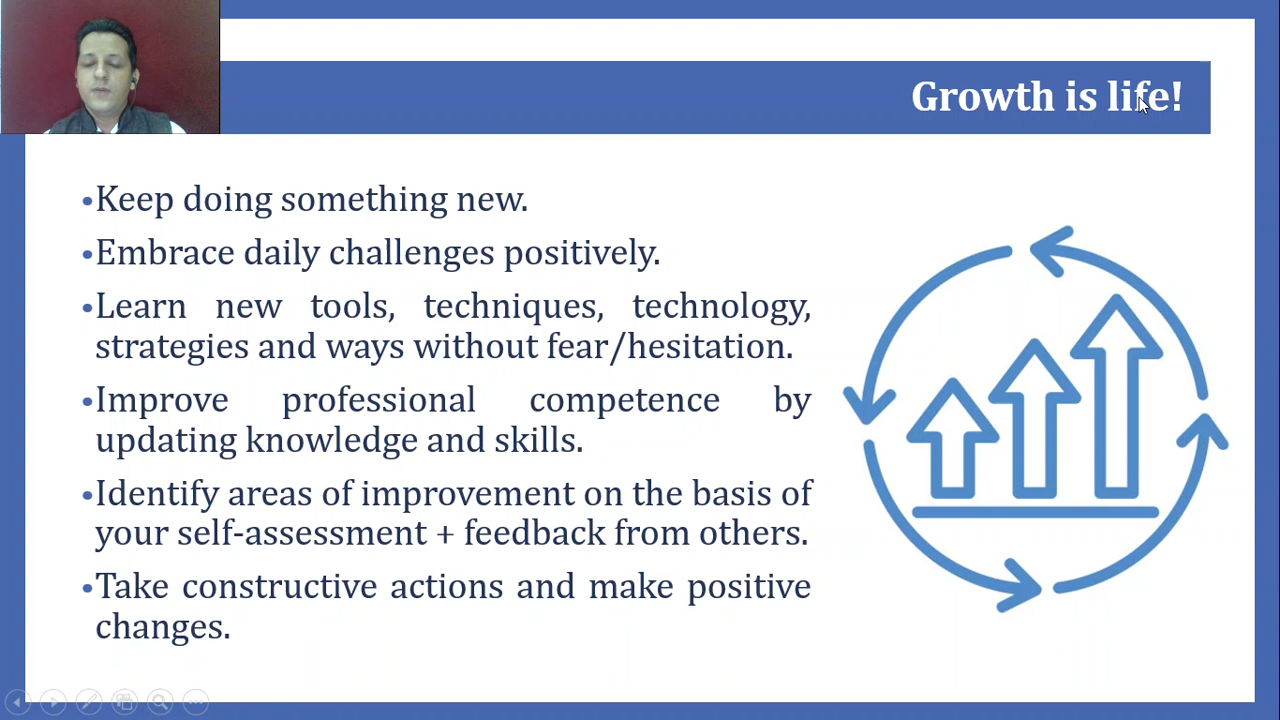 Growth is life!
•Keep doing something new.
•Embrace daily challenges positively.
•Learn new tools, techniques, technology,
strategies and ways without fear/hesitation.
•Improve professional competence by
updating knowledge and skills.
•Identify areas of improvement on the basis of
your self-assessment + feedback from others.
•Take constructive actions and make positive
changes.